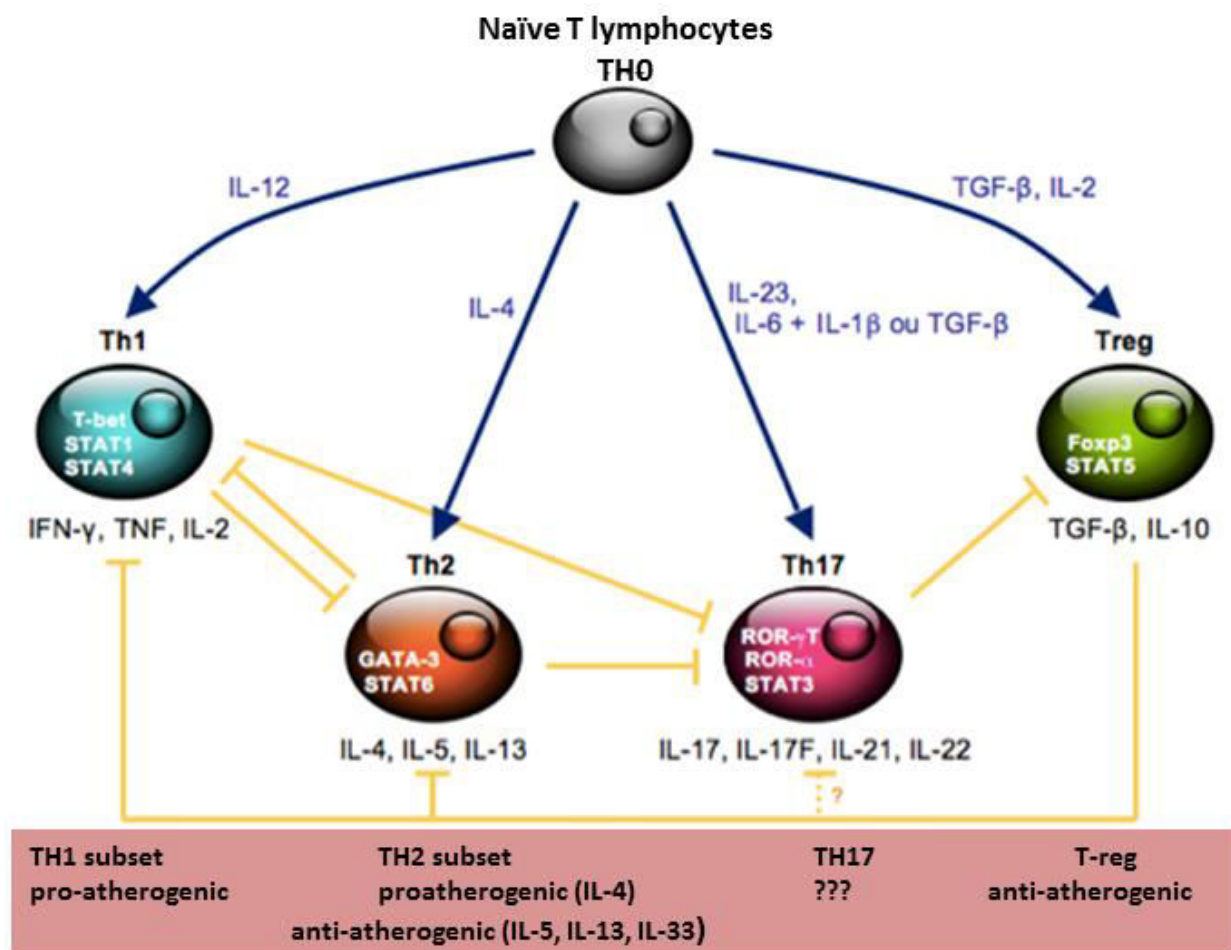 Naïve T lymphocytes
TH0
IL-12
TGF-β, IL-2
IL-4
IL-23,
IL-6 + IL-1β ou TGF-β
Th1
T-bet
STAT1
STAT4
IFN-γ, TNF, IL-2
Treg
Foxp3
STAT5
TGF-β, IL-10
Th2
GATA-3
STAT6
IL-4, IL-5, IL-13
Th17
ROR-γT
ROR-α
STAT3
IL-17, IL-17F, IL-21, IL-22
?
TH1 subset
pro-atherogenic
TH2 subset
proatherogenic (IL-4)
anti-atherogenic (IL-5, IL-13, IL-33)
TH17
???
T-reg
anti-atherogenic